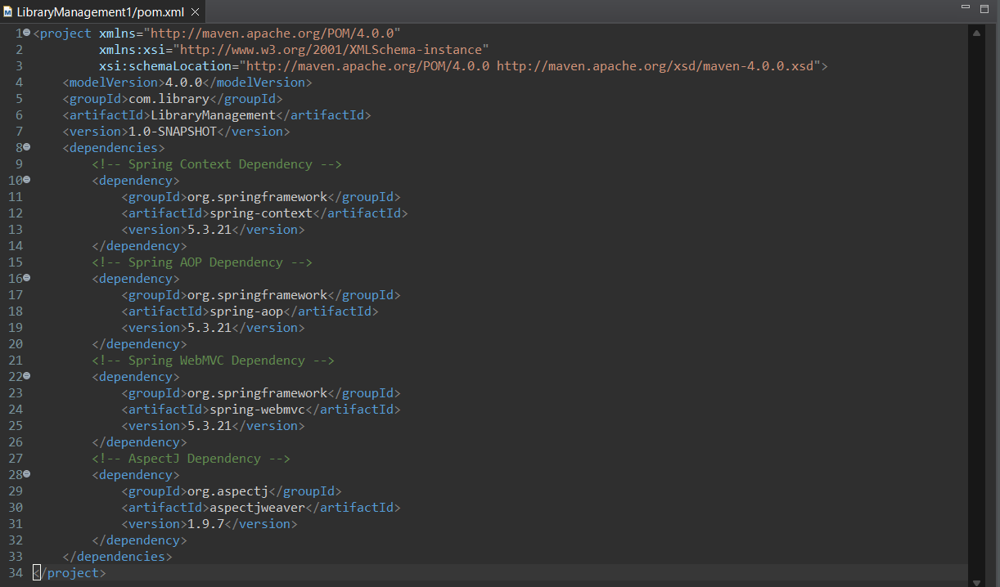 LibraryManagement1/pom.xml
1 <project xmlns="http://maven.apache.org/POM/4.0.0"
2          xmlns:xsi="http://www.w3.org/2001/XMLSchema-instance"
3          xsi:schemaLocation="http://maven.apache.org/POM/4.0.0 http://maven.apache.org/xsd/maven-4.0.0.xsd">
4     <modelVersion>4.0.0</modelVersion>
5     <groupId>com.library</groupId>
6     <artifactId>LibraryManagement</artifactId>
7     <version>1.0-SNAPSHOT</version>
8     <dependencies>
9         <!-- Spring Context Dependency -->
10         <dependency>
11             <groupId>org.springframework</groupId>
12             <artifactId>spring-context</artifactId>
13             <version>5.3.21</version>
14         </dependency>
15         <!-- Spring AOP Dependency -->
16         <dependency>
17             <groupId>org.springframework</groupId>
18             <artifactId>spring-aop</artifactId>
19             <version>5.3.21</version>
20         </dependency>
21         <!-- Spring WebMVC Dependency -->
22         <dependency>
23             <groupId>org.springframework</groupId>
24             <artifactId>spring-webmvc</artifactId>
25             <version>5.3.21</version>
26         </dependency>
27         <!-- AspectJ Dependency -->
28         <dependency>
29             <groupId>org.aspectj</groupId>
30             <artifactId>aspectjweaver</artifactId>
31             <version>1.9.7</version>
32         </dependency>
33     </dependencies>
34 </project>